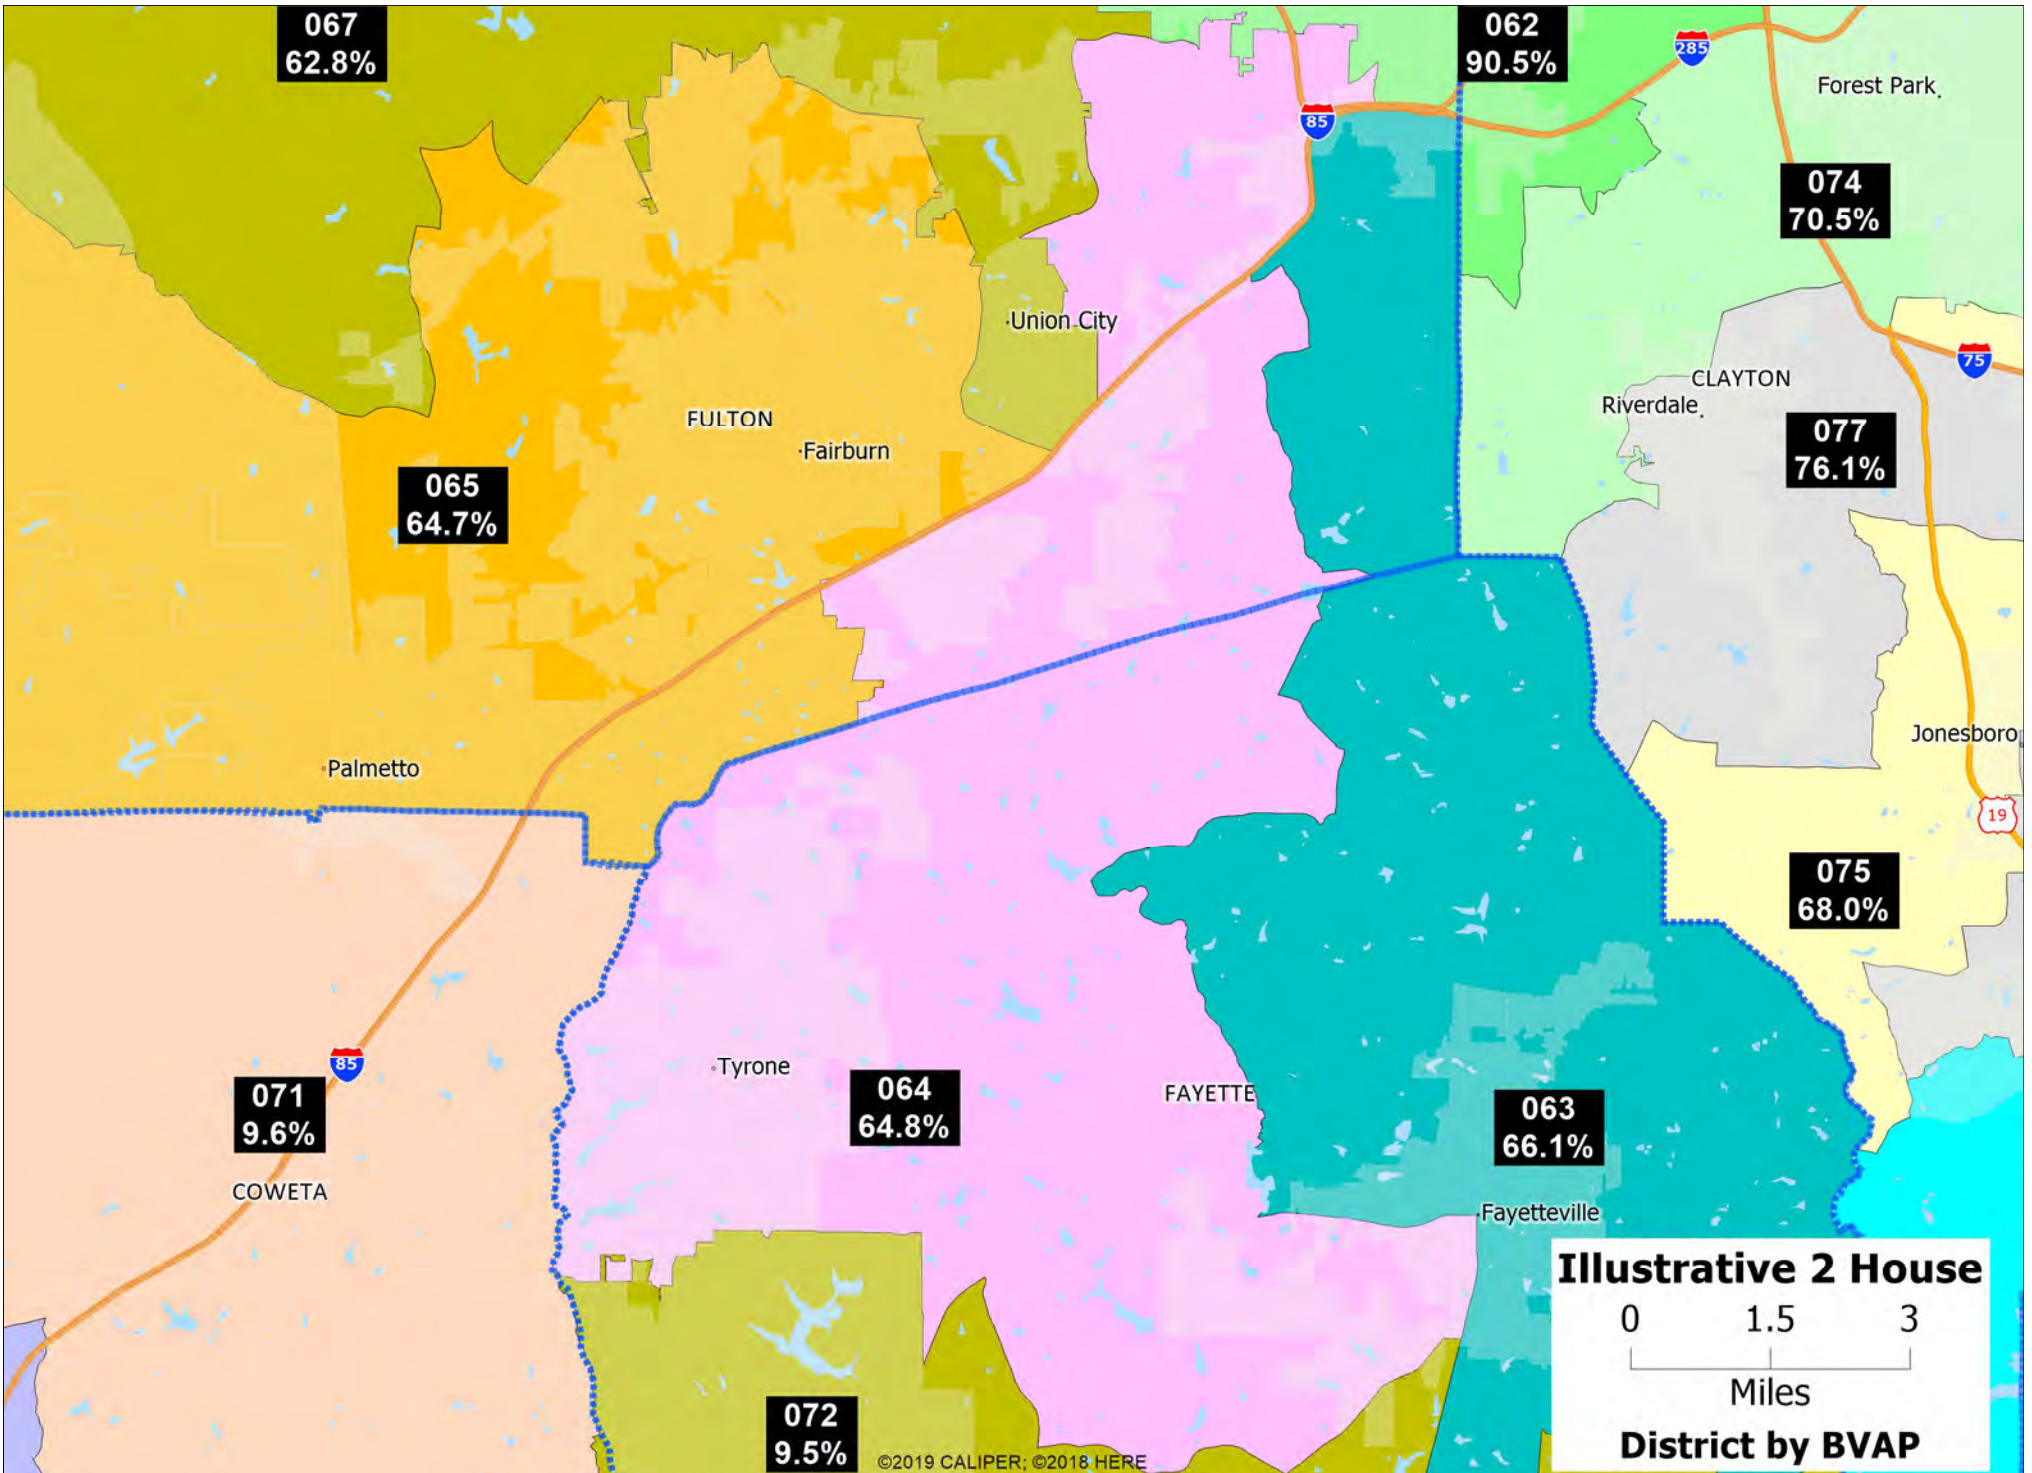 067
62.8%
062
90.5%
285
Forest Park
85
074
70.5%
Union City
75
CLAYTON
Riverdale
FULTON
Fairburn
077
76.1%
065
64.7%
Jonesboro
Palmetto
19
075
68.0%
85
Tyrone
071
9.6%
064
64.8%
FAYETTE
063
66.1%
COWETA
Fayetteville
Illustrative 2 House
0 1.5 3
Miles
District by BVAP
072
9.5%
©2019 CALIPER; ©2018 HERE